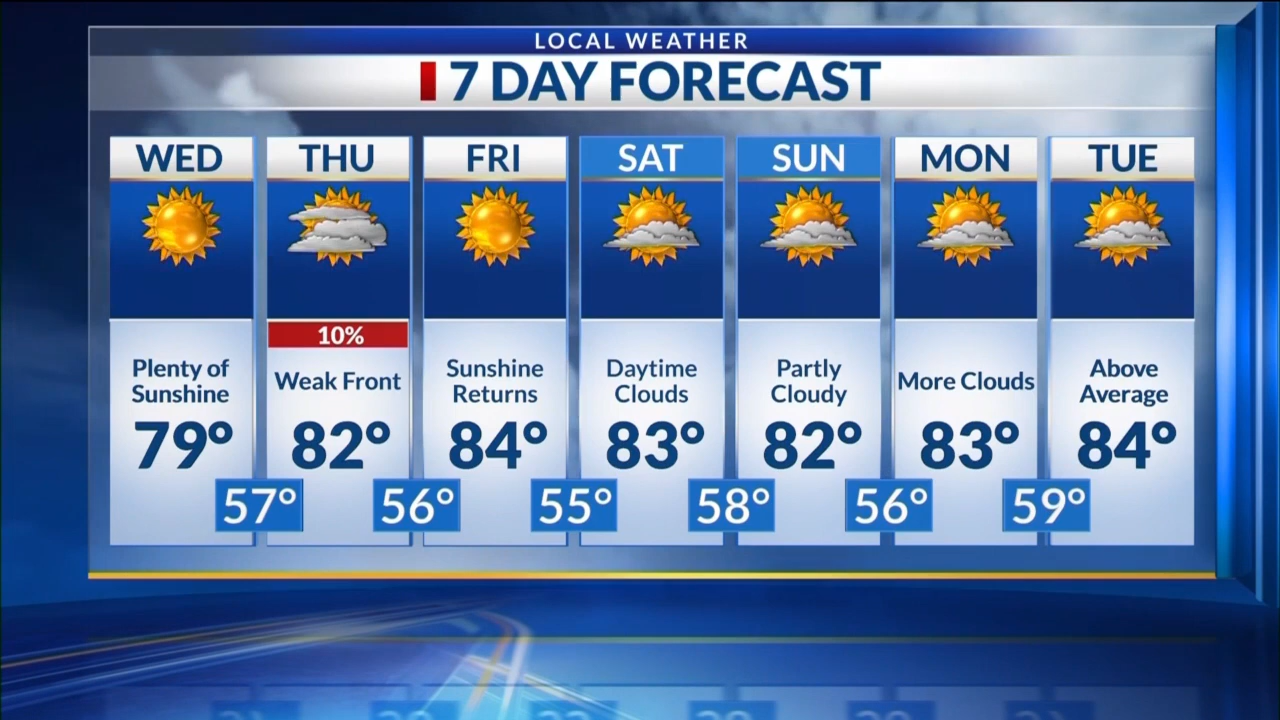 LOCAL WEATHER
7 DAY FORECAST
WED THU FRI SAT SUN MON TUE
10%
Plenty of Sunshine
Weak Front
Sunshine Returns
Daytime Clouds
Partly Cloudy
More Clouds
Above Average
79° 82° 84° 83° 82° 83° 84°
57° 56° 55° 58° 56° 59°